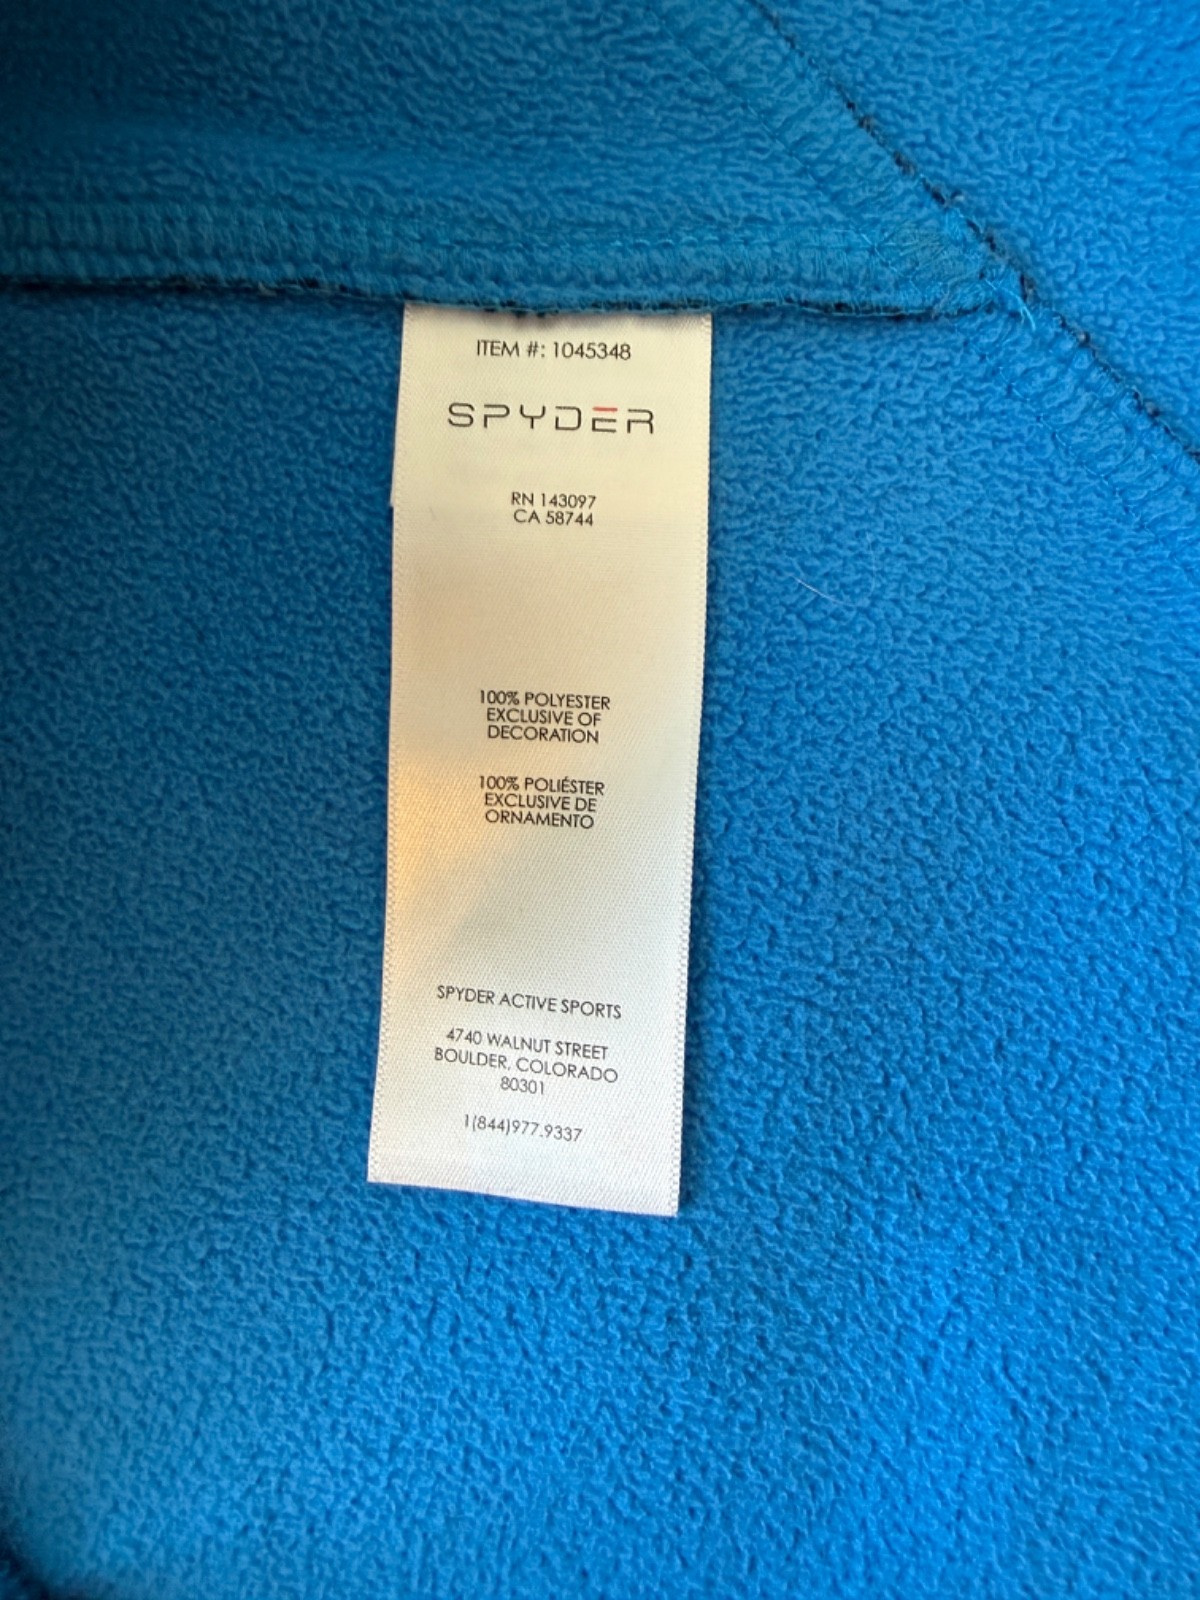 ITEM #: 1045348
SPYDER
RN 143097
CA 58744
100% POLYESTER
EXCLUSIVE OF
DECORATION
100% POLIÉSTER
EXCLUSIVE DE
ORNAMENTO
SPYDER ACTIVE SPORTS
4740 WALNUT STREET
BOULDER, COLORADO
80301
1(844)977.9337